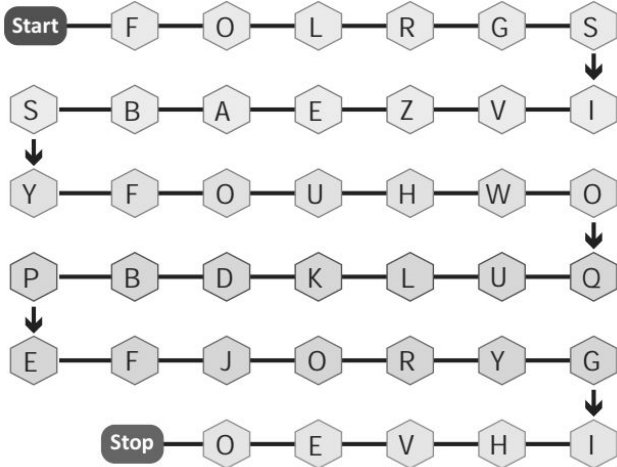 Start F O L R G S
S B A E Z V I
Y F O U H W O
P B D K L U Q
E F J O R Y G
Stop O E V H I